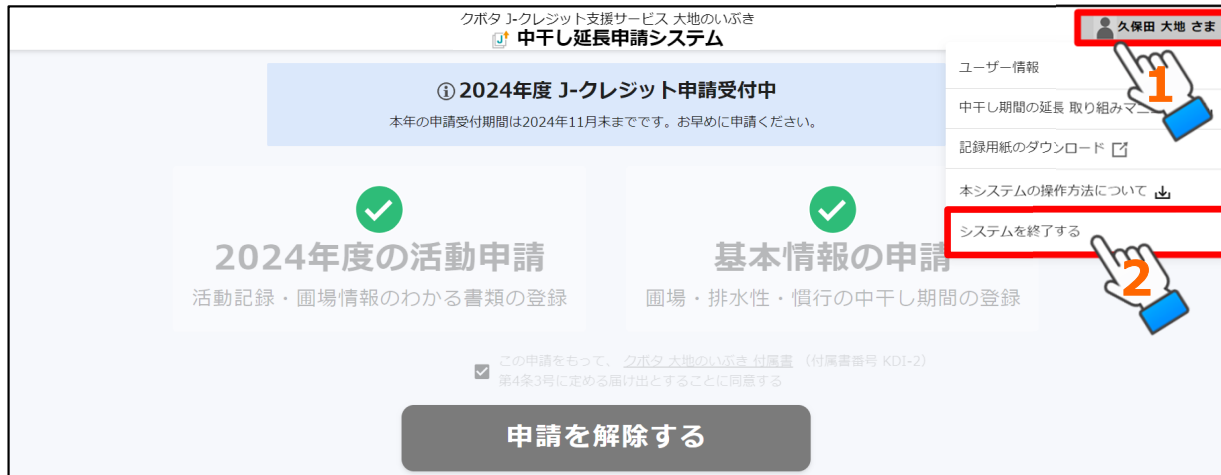 クボタ J-クレジット支援サービス 大地のいぶき
中干し延長申請システム
久保田 大地 さま
1
ユーザー情報
中干し期間の延長 取り組みマニ
記録用紙のダウンロード
本システムの操作方法について
システムを終了する
2
2024年度 J-クレジット申請受付中
本年の申請受付期間は2024年11月末までです。お早めに申請ください。
2024年度の活動申請
活動記録・圃場情報のわかる書類の登録
基本情報の申請
圃場・排水性・慣行の中干し期間の登録
この申請をもって、 クボタ 大地のいぶき 付属書 （付属書番号 KDI-2）
第4条3号に定める届け出とすることに同意する
申請を解除する